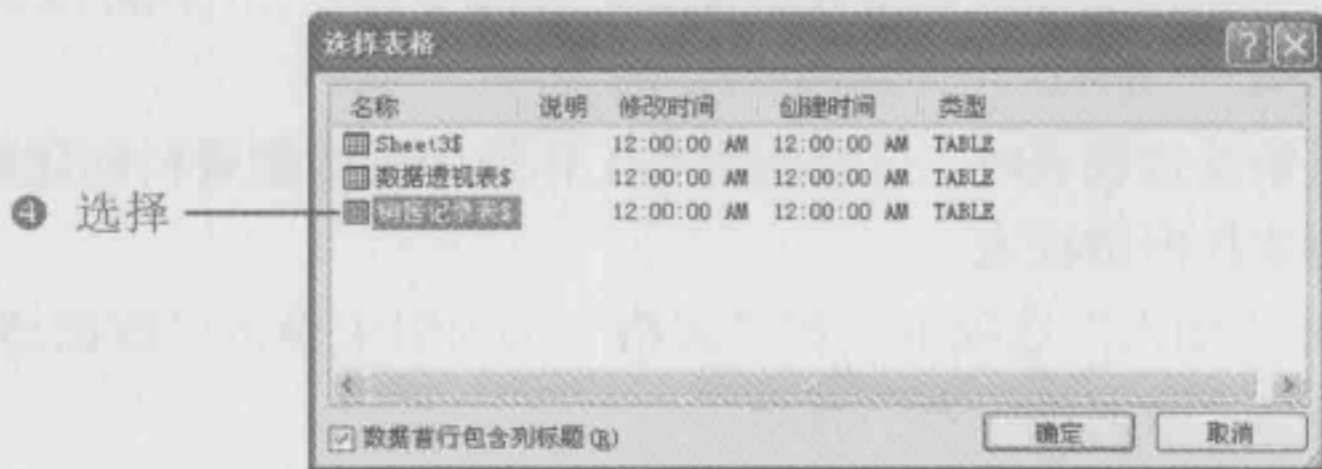 选择表格
名称 说明 修改时间 创建时间 类型
Sheet3$ 12:00:00 AM 12:00:00 AM TABLE
数据透视表$ 12:00:00 AM 12:00:00 AM TABLE
❹ 选择 记录表$ 12:00:00 AM 12:00:00 AM TABLE
数据首行包含列标题(R) 确定 取消